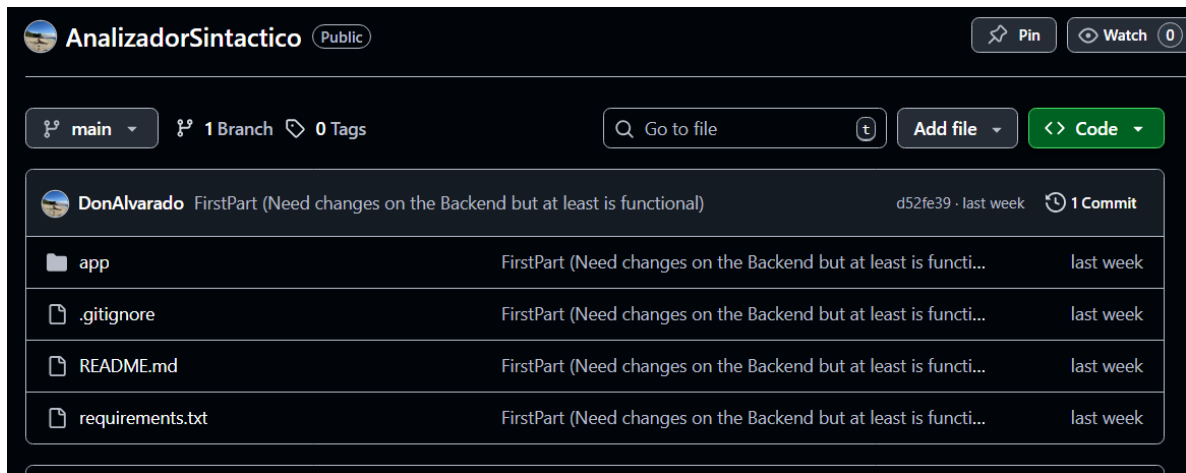 AnalizadorSintactico Public Pin Watch 0
main 1 Branch 0 Tags Go to file t Add file Code
DonAlvarado FirstPart (Need changes on the Backend but at least is functional) d52fe39 · last week 1 Commit
app FirstPart (Need changes on the Backend but at least is functi... last week
.gitignore FirstPart (Need changes on the Backend but at least is functi... last week
README.md FirstPart (Need changes on the Backend but at least is functi... last week
requirements.txt FirstPart (Need changes on the Backend but at least is functi... last week